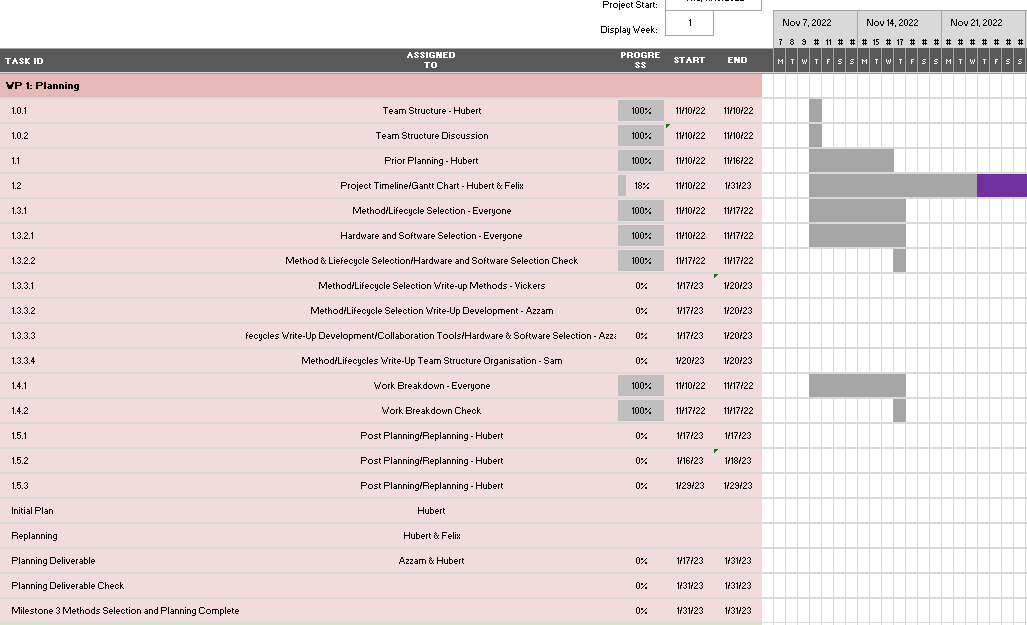 Project Start:
Display Week: 1
Nov 7, 2022 Nov 14, 2022 Nov 21, 2022
7 8 9 # 11 # # # 15 # 17 # # # # # # # # # #
TASK ID ASSIGNED TO PROGRESS START END M T W T F S S M T W T F S S M T W T F S S
WP 1: Planning
1.0.1 Team Structure - Hubert 100% 11/10/22 11/10/22
1.0.2 Team Structure Discussion 100% 11/10/22 11/10/22
1.1 Prior Planning - Hubert 100% 11/10/22 11/16/22
1.2 Project Timeline/Gantt Chart - Hubert & Felix 18% 11/10/22 1/31/23
1.3.1 Method/Lifecycle Selection - Everyone 100% 11/10/22 11/17/22
1.3.2.1 Hardware and Software Selection - Everyone 100% 11/10/22 11/17/22
1.3.2.2 Method & Liefecycle Selection/Hardware and Software Selection Check 100% 11/17/22 11/17/22
1.3.3.1 Method/Lifecycle Selection Write-up Methods - Vickers 0% 1/17/23 1/20/23
1.3.3.2 Method/Lifecycle Selection Write-Up Development - Azzam 0% 1/17/23 1/20/23
1.3.3.3 fecycles Write-Up Development/Collaboration Tools/Hardware & Software Selection - Azza 0% 1/17/23 1/20/23
1.3.3.4 Method/Lifecycles Write-Up Team Structure Organisation - Sam 0% 1/20/23 1/20/23
1.4.1 Work Breakdown - Everyone 100% 11/10/22 11/17/22
1.4.2 Work Breakdown Check 100% 11/17/22 11/17/22
1.5.1 Post Planning/Replanning - Hubert 0% 1/17/23 1/17/23
1.5.2 Post Planning/Replanning - Hubert 0% 1/16/23 1/18/23
1.5.3 Post Planning/Replanning - Hubert 0% 1/29/23 1/29/23
Initial Plan Hubert
Replanning Hubert & Felix
Planning Deliverable Azzam & Hubert 0% 1/17/23 1/31/23
Planning Deliverable Check 0% 1/31/23 1/31/23
Milestone 3 Methods Selection and Planning Complete 0% 1/31/23 1/31/23